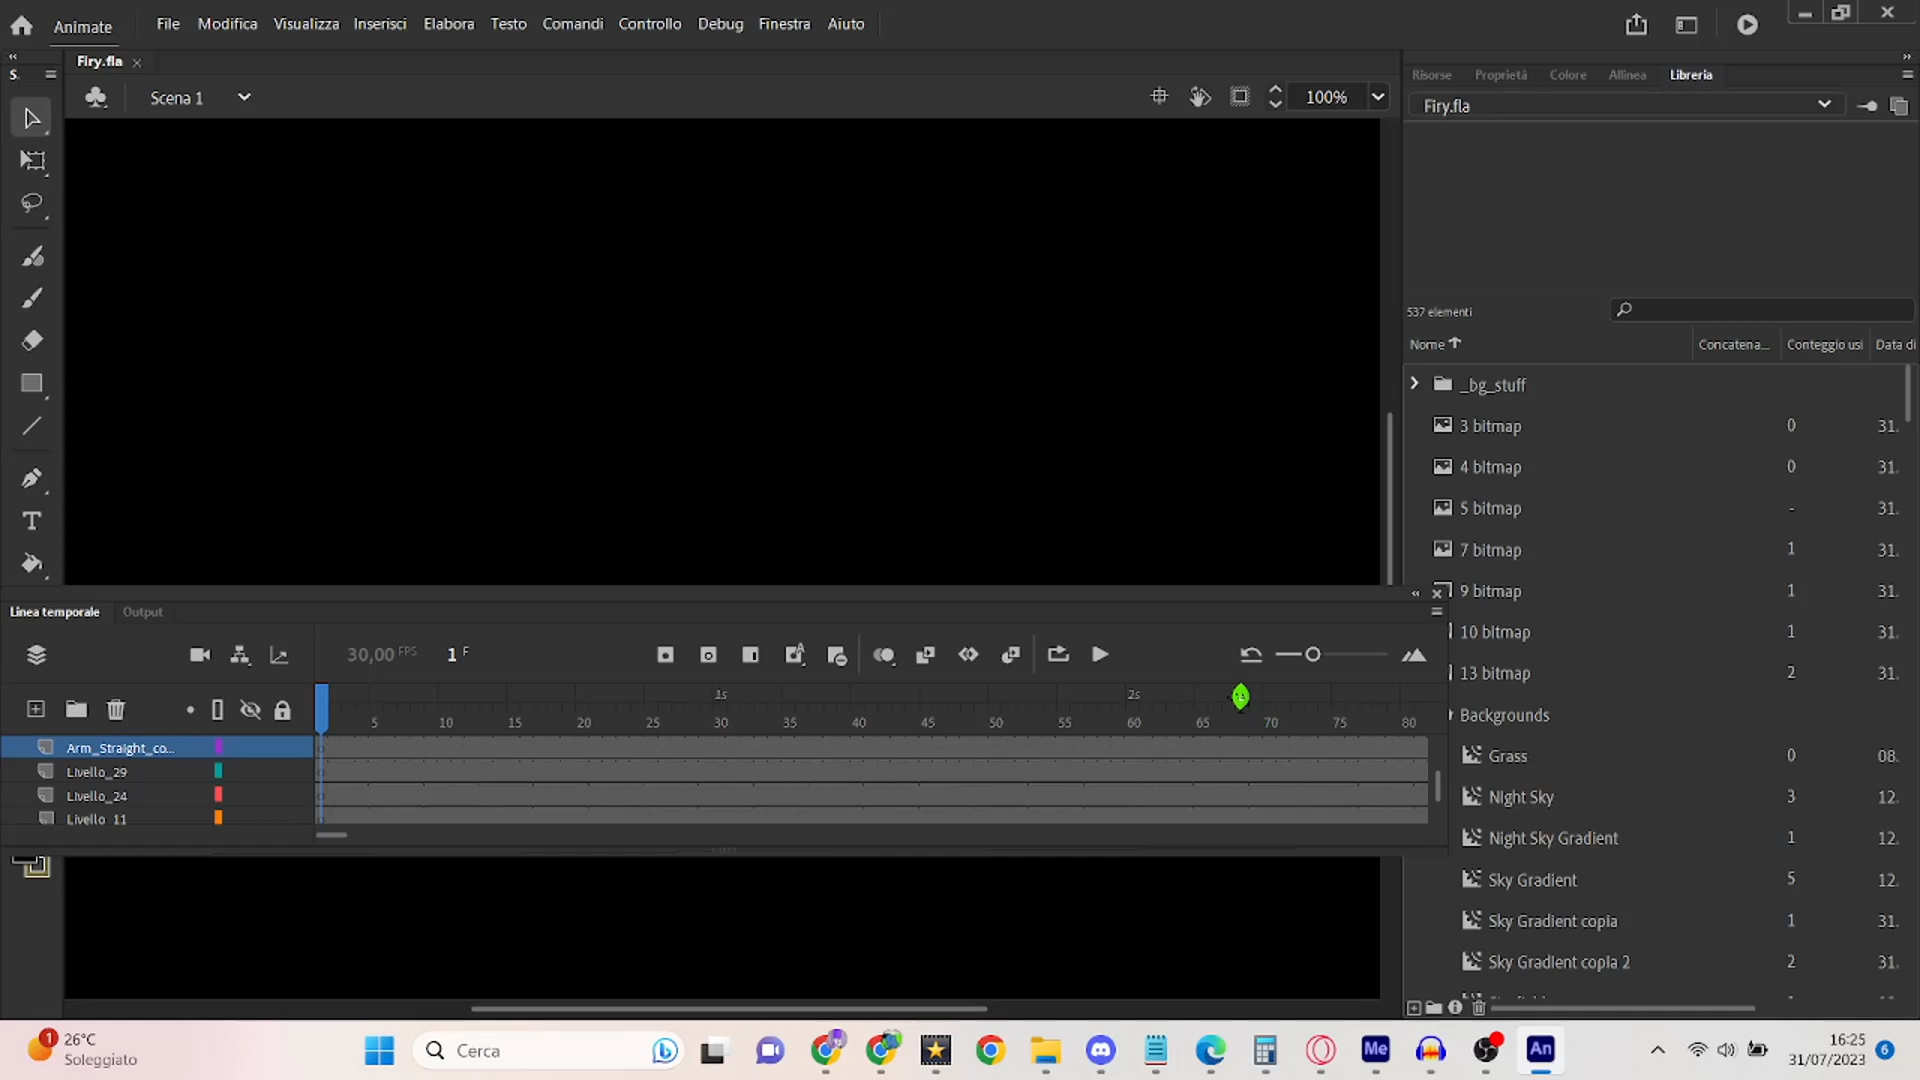 Animate
File Modifica Visualizza Inserisci Elabora Testo Comandi Controllo Debug Finestra Aiuto
S.
Firy.fla
Scena 1
100%
Risorse Proprietà Colore Allinea Libreria
Firy.fla
537 elementi
Nome Concatena... Conteggio usi Data di
_bg_stuff
3 bitmap 0 31.
4 bitmap 0 31.
5 bitmap - 31.
7 bitmap 1 31.
9 bitmap 1 31.
10 bitmap 1 31.
13 bitmap 2 31.
Backgrounds
Grass 0 08.
Night Sky 3 12.
Night Sky Gradient 1 12.
Sky Gradient 5 12.
Sky Gradient copia 1 31.
Sky Gradient copia 2 2 31.
Linea temporale Output
30,00 FPS 1 F
1s 2s
5 10 15 20 25 30 35 40 45 50 55 60 65 70 75 80
Arm_Straight_co...
Livello_29
Livello_24
Livello_11
1
26°C
Soleggiato
Cerca
Me
An
16:25
31/07/2023
6